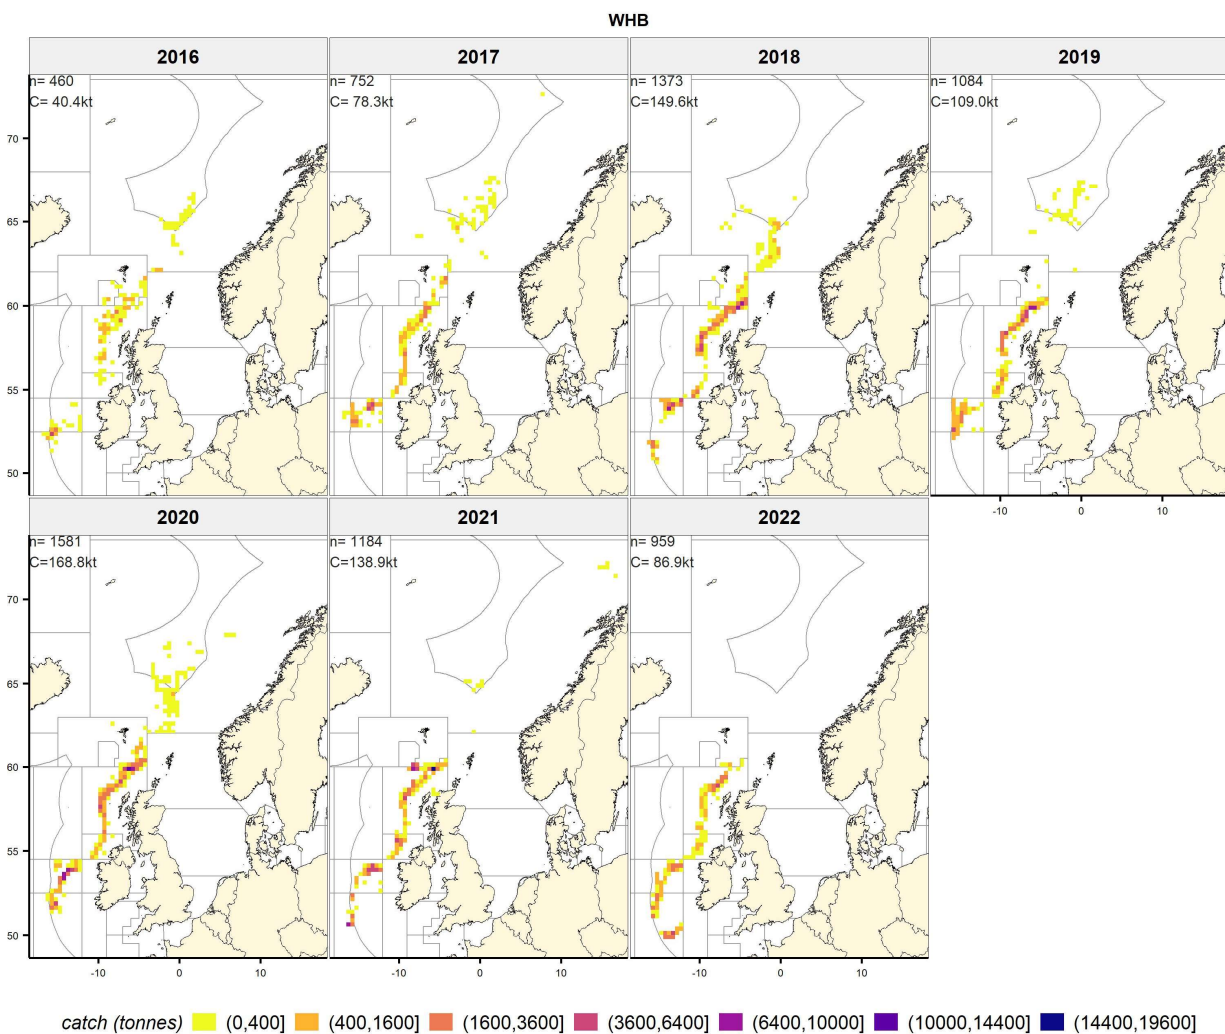 WHB
2016
2017
2018
2019
n= 460
C= 40.4kt
n= 752
C= 78.3kt
n= 1373
C=149.6kt
n= 1084
C=109.0kt
70
65
60
55
50
-10
0
10
2020
2021
2022
n= 1581
C=168.8kt
n= 1184
C=138.9kt
n= 959
C= 86.9kt
70
65
60
55
50
-10
0
10
-10
0
10
-10
0
10
catch (tonnes) (0,400] (400,1600] (1600,3600] (3600,6400] (6400,10000] (10000,14400] (14400,19600]